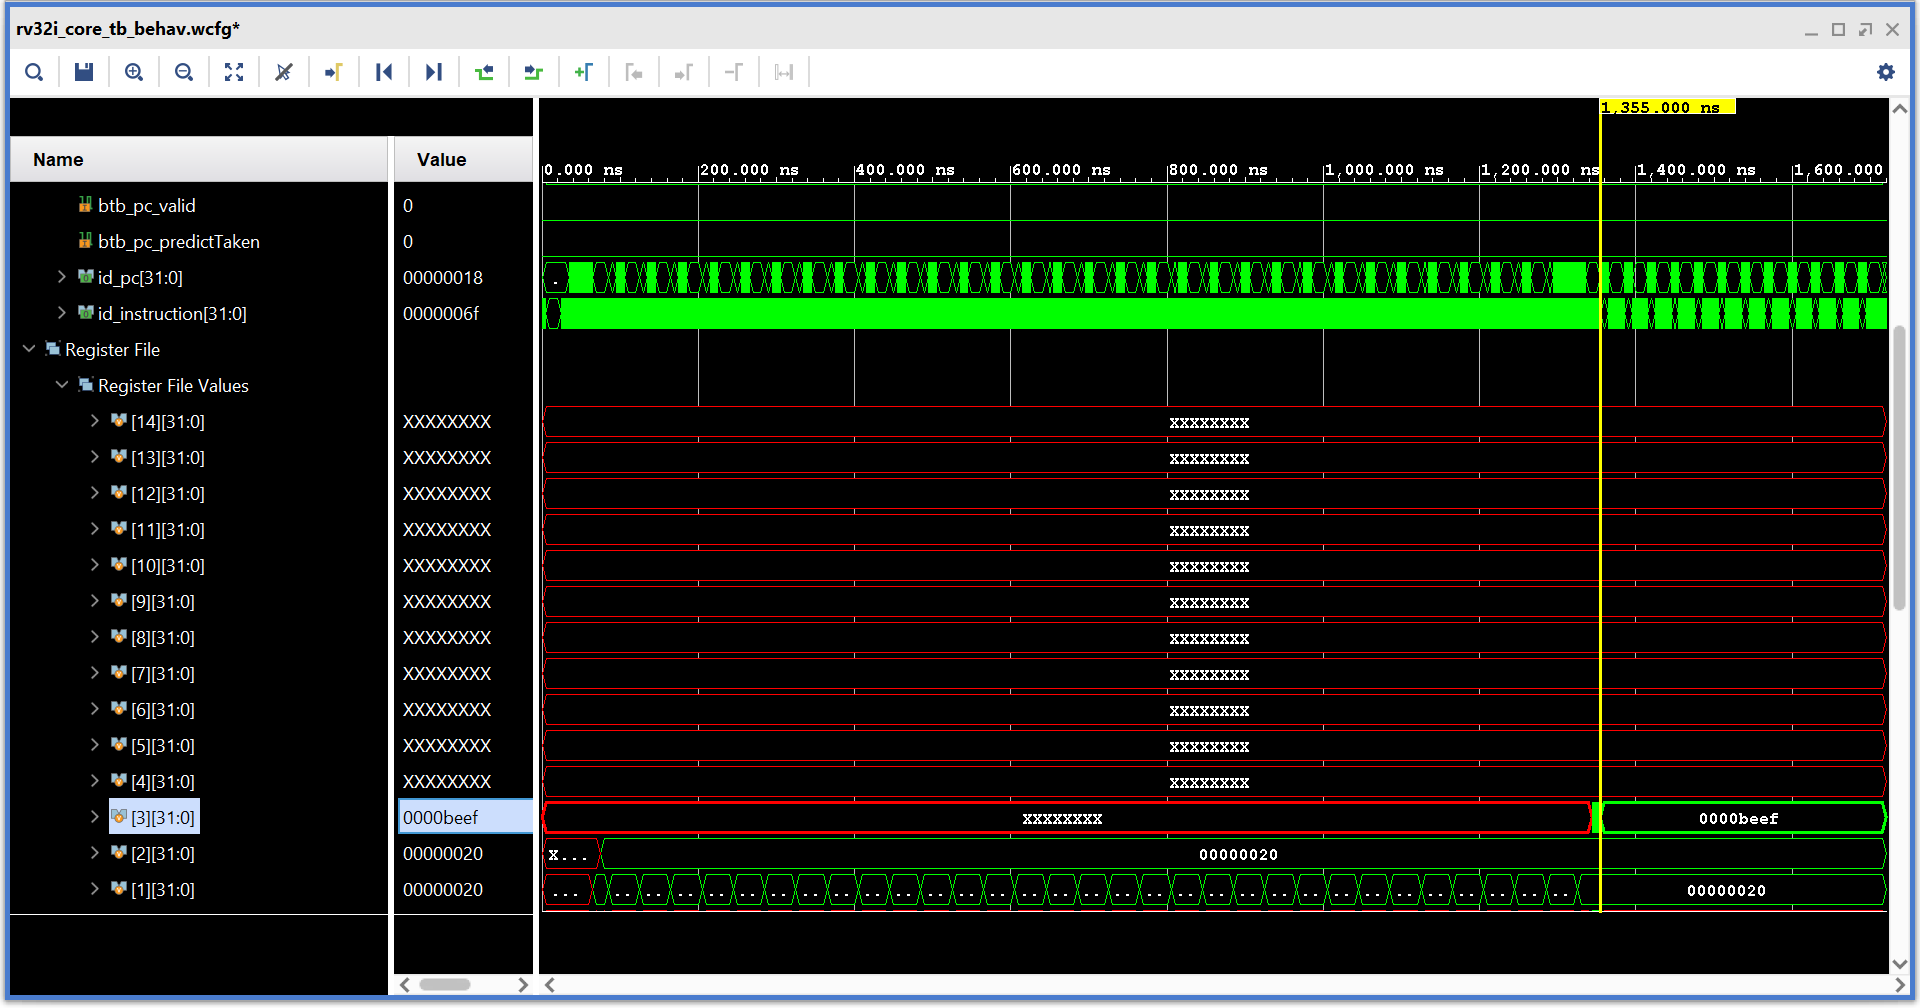 rv32i_core_tb_behav.wcfg*
1,355.000 ns
Name Value
0.000 ns 200.000 ns 400.000 ns 600.000 ns 800.000 ns 1,000.000 ns 1,200.000 ns 1,400.000 ns 1,600.000
btb_pc_valid 0
btb_pc_predictTaken 0
id_pc[31:0] 00000018 .
id_instruction[31:0] 0000006f
Register File
Register File Values
[14][31:0] XXXXXXXX XXXXXXXX
[13][31:0] XXXXXXXX XXXXXXXX
[12][31:0] XXXXXXXX XXXXXXXX
[11][31:0] XXXXXXXX XXXXXXXX
[10][31:0] XXXXXXXX XXXXXXXX
[9][31:0] XXXXXXXX XXXXXXXX
[8][31:0] XXXXXXXX XXXXXXXX
[7][31:0] XXXXXXXX XXXXXXXX
[6][31:0] XXXXXXXX XXXXXXXX
[5][31:0] XXXXXXXX XXXXXXXX
[4][31:0] XXXXXXXX XXXXXXXX
[3][31:0] 0000beef XXXXXXXX 0000beef
[2][31:0] 00000020 X... 00000020
[1][31:0] 00000020 ... .. .. .. .. .. .. .. .. .. .. .. .. .. .. .. .. .. .. .. .. .. .. .. .. .. .. .. .. .. .. .. 00000020